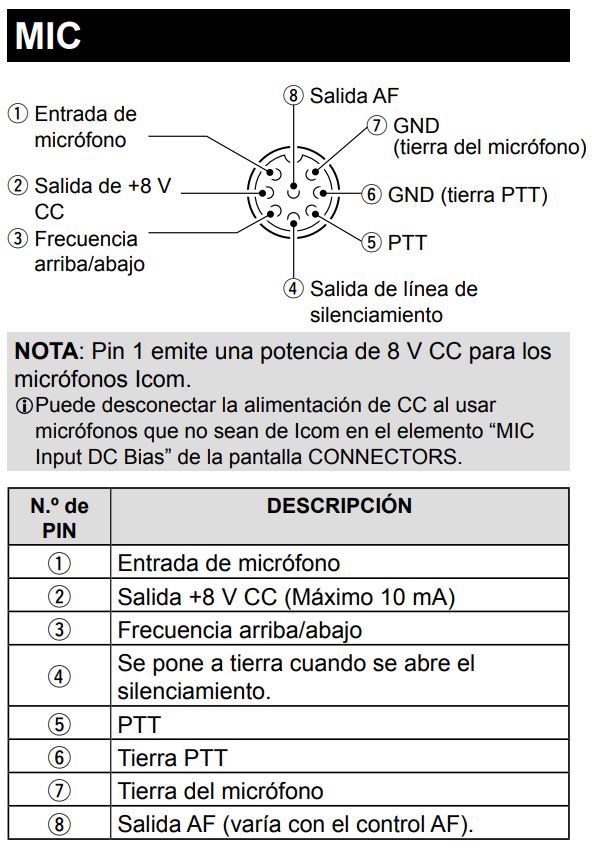 MIC
⑧ Salida AF
① Entrada de
micrófono
⑦ GND
(tierra del micrófono)
② Salida de +8 V
CC
⑥ GND (tierra PTT)
③ Frecuencia
arriba/abajo
⑤ PTT
④ Salida de línea de
silenciamiento
NOTA: Pin 1 emite una potencia de 8 V CC para los
micrófonos Icom.
ⓘ Puede desconectar la alimentación de CC al usar
micrófonos que no sean de Icom en el elemento “MIC
Input DC Bias” de la pantalla CONNECTORS.
N.º de
PIN
DESCRIPCIÓN
① Entrada de micrófono
② Salida +8 V CC (Máximo 10 mA)
③ Frecuencia arriba/abajo
④ Se pone a tierra cuando se abre el
silenciamiento.
⑤ PTT
⑥ Tierra PTT
⑦ Tierra del micrófono
⑧ Salida AF (varía con el control AF).